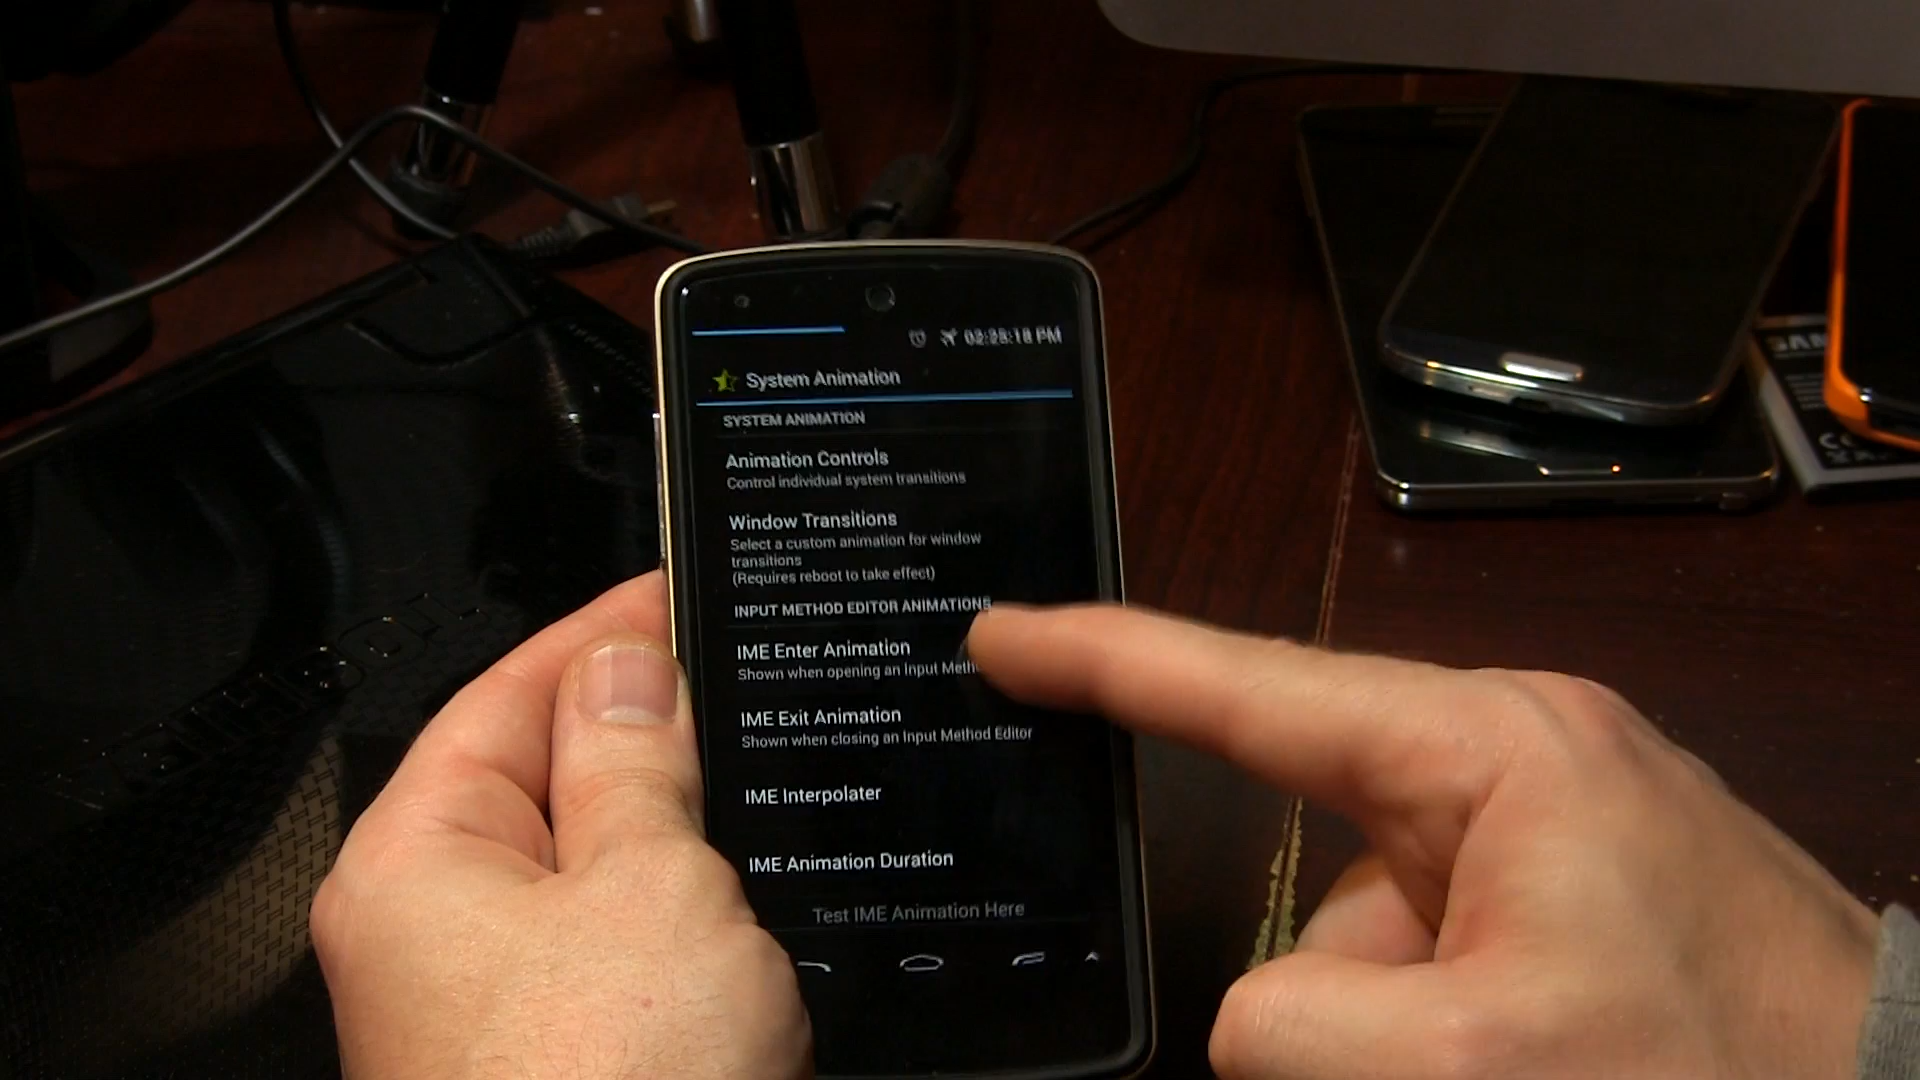 02:25:18 PM
System Animation
SYSTEM ANIMATION
Animation Controls
Control individual system transitions
Window Transitions
Select a custom animation for window
transitions
(Requires reboot to take effect)
INPUT METHOD EDITOR ANIMATIONS
IME Enter Animation
Shown when opening an Input
IME Exit Animation
Shown when closing an Input Method Editor
IME Interpolater
IME Animation Duration
Test IME Animation Here